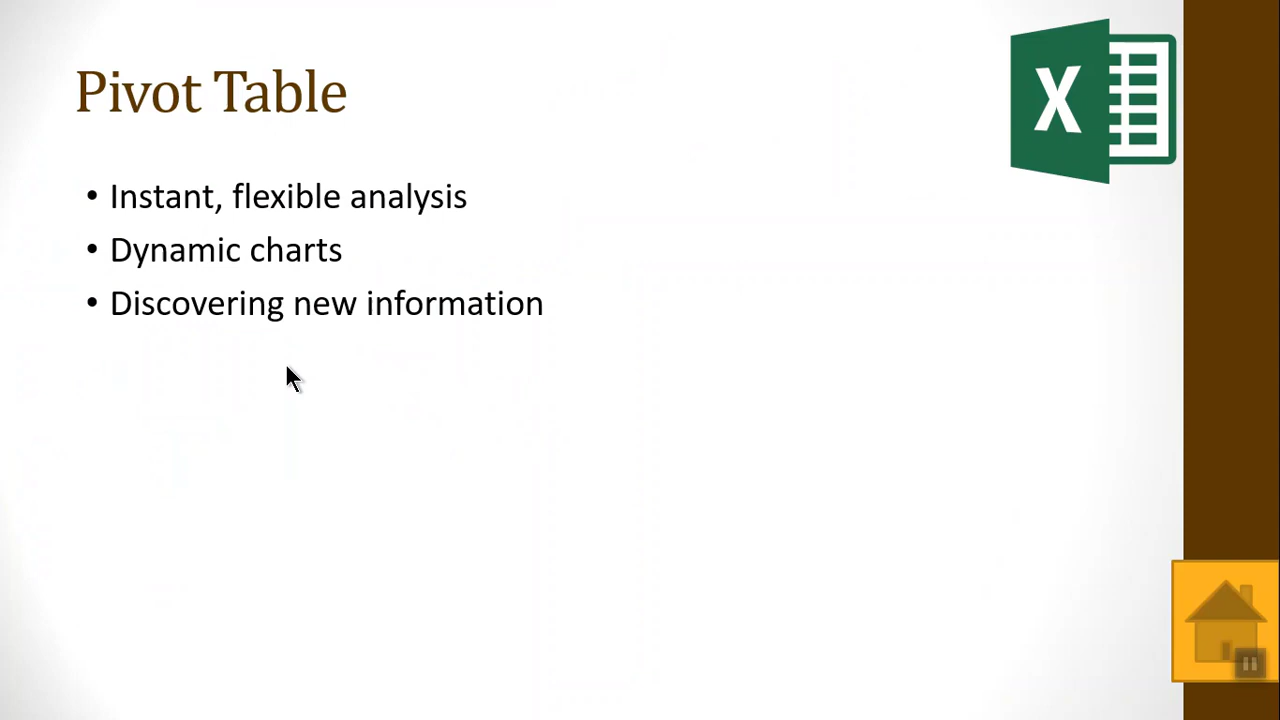 Pivot Table
X
• Instant, flexible analysis
• Dynamic charts
• Discovering new information